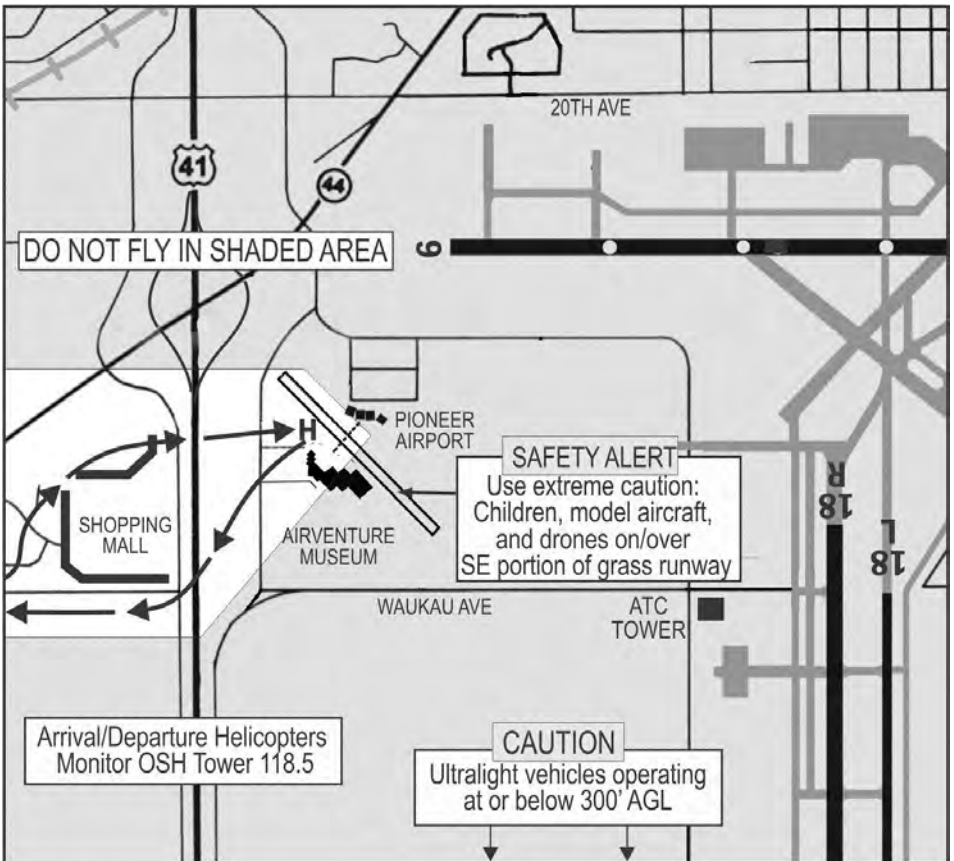 20TH AVE
41
44
DO NOT FLY IN SHADED AREA
9
H
PIONEER
AIRPORT
SAFETY ALERT
Use extreme caution:
Children, model aircraft,
and drones on/over
SE portion of grass runway
18
R
18
L
SHOPPING
MALL
AIRVENTURE
MUSEUM
WAUKAU AVE
ATC
TOWER
Arrival/Departure Helicopters
Monitor OSH Tower 118.5
CAUTION
Ultralight vehicles operating
at or below 300' AGL